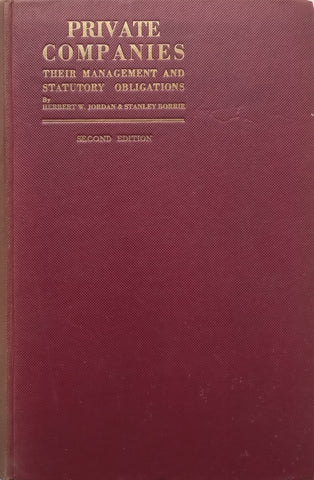 PRIVATE
COMPANIES
THEIR MANAGEMENT AND
STATUTORY OBLIGATIONS
By
HERBERT W. JORDAN & STANLEY BORRIE
SECOND EDITION